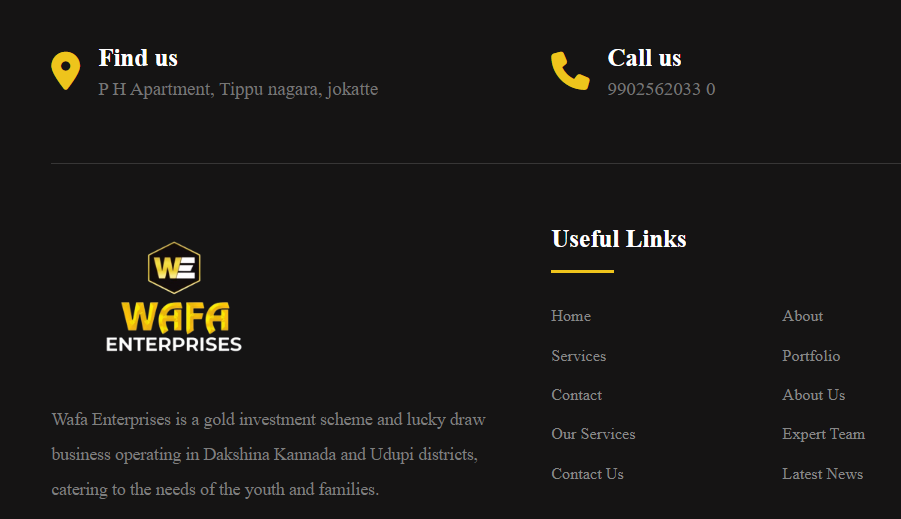 Find us
P H Apartment, Tippu nagara, jokatte
Call us
9902562033 0
WE
WAFA
ENTERPRISES
Wafa Enterprises is a gold investment scheme and lucky draw
business operating in Dakshina Kannada and Udupi districts,
catering to the needs of the youth and families.
Useful Links
Home
About
Services
Portfolio
Contact
About Us
Our Services
Expert Team
Contact Us
Latest News